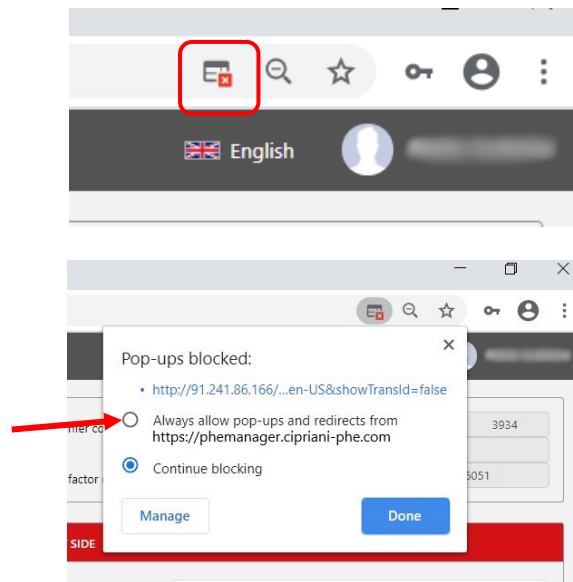 English
Pop-ups blocked:
• http://91.241.86.166/...en-US&showTransId=false
Always allow pop-ups and redirects from
https://phemanager.cipriani-phe.com
3934
Continue blocking
factor
Manage
Done
SIDE